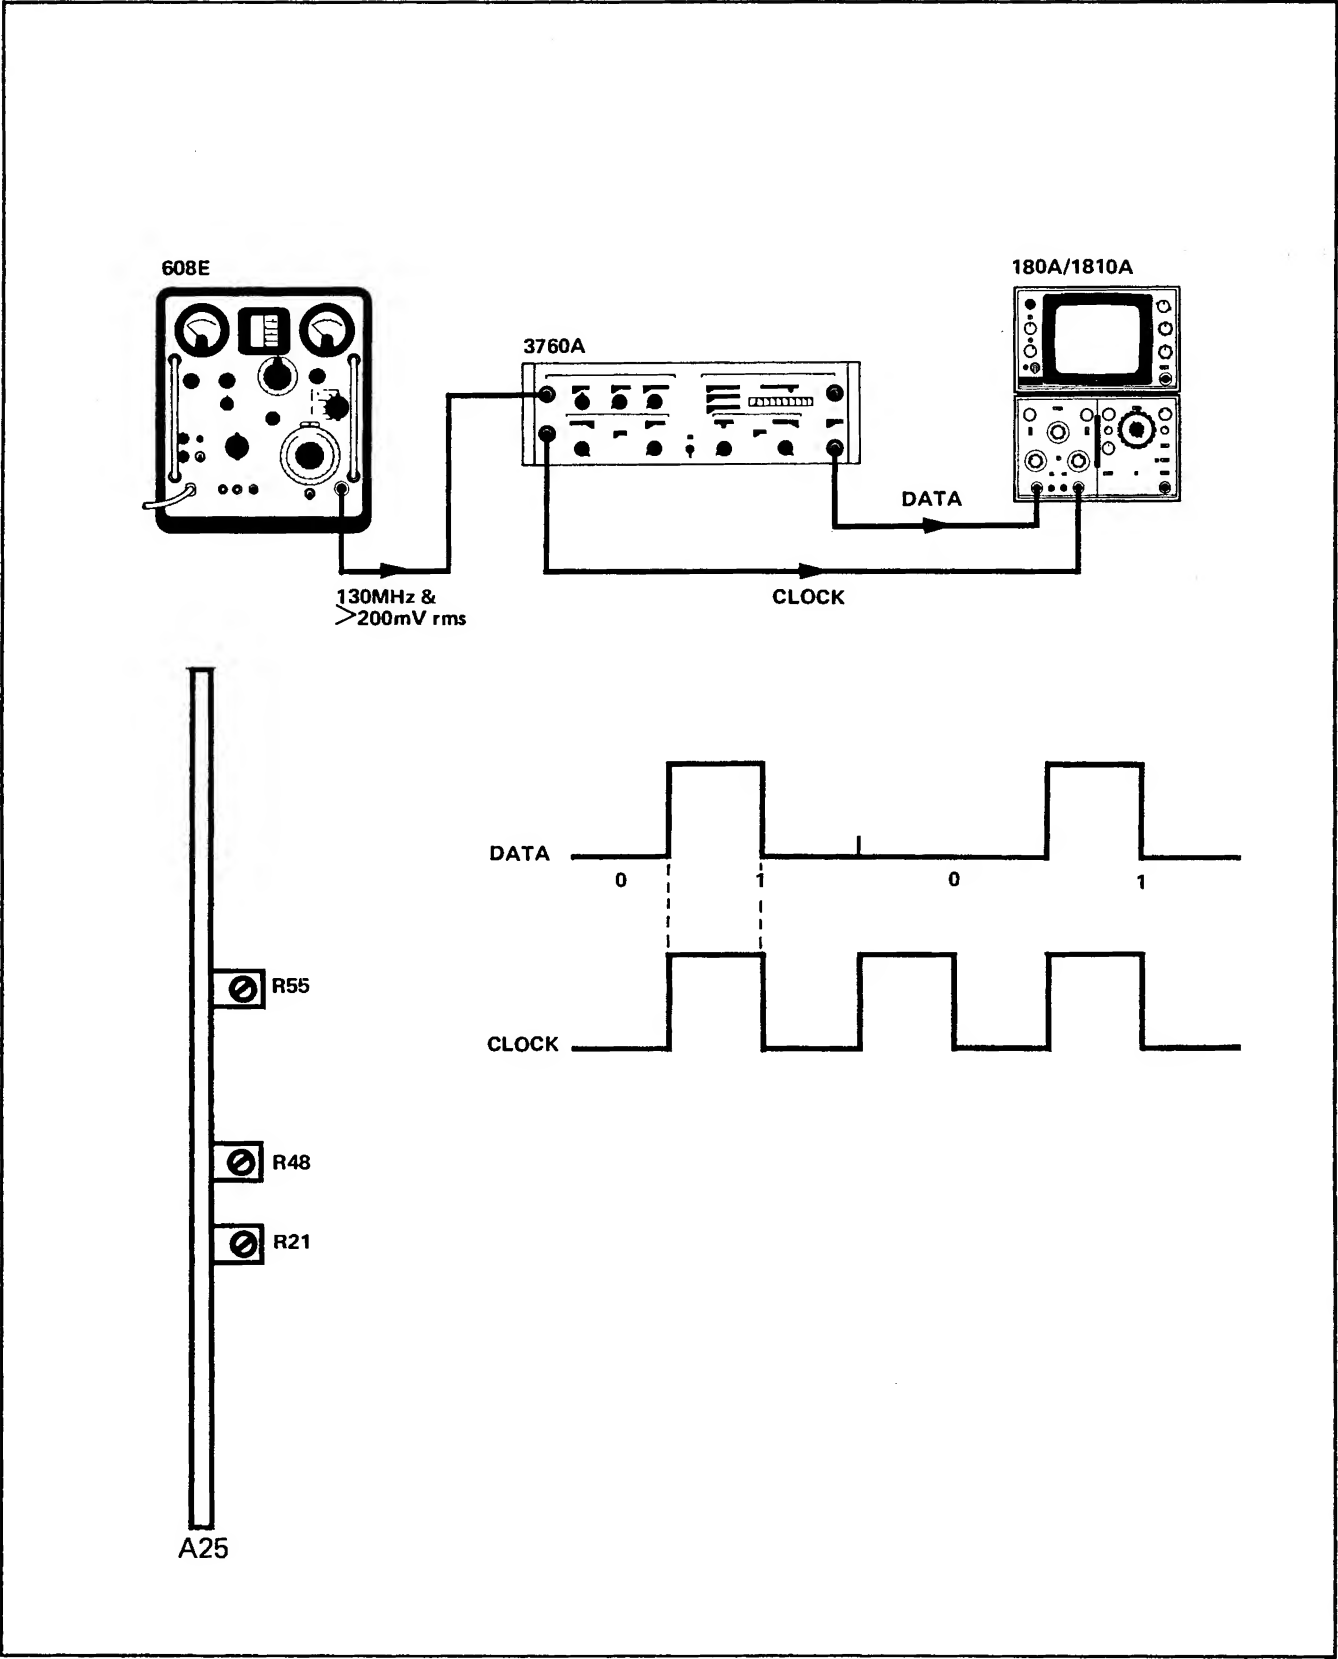 608E
180A/1810A
3760A
DATA
130MHz &
>200mV rms
CLOCK
DATA
0 1 0 1
R55
CLOCK
R48
R21
A25